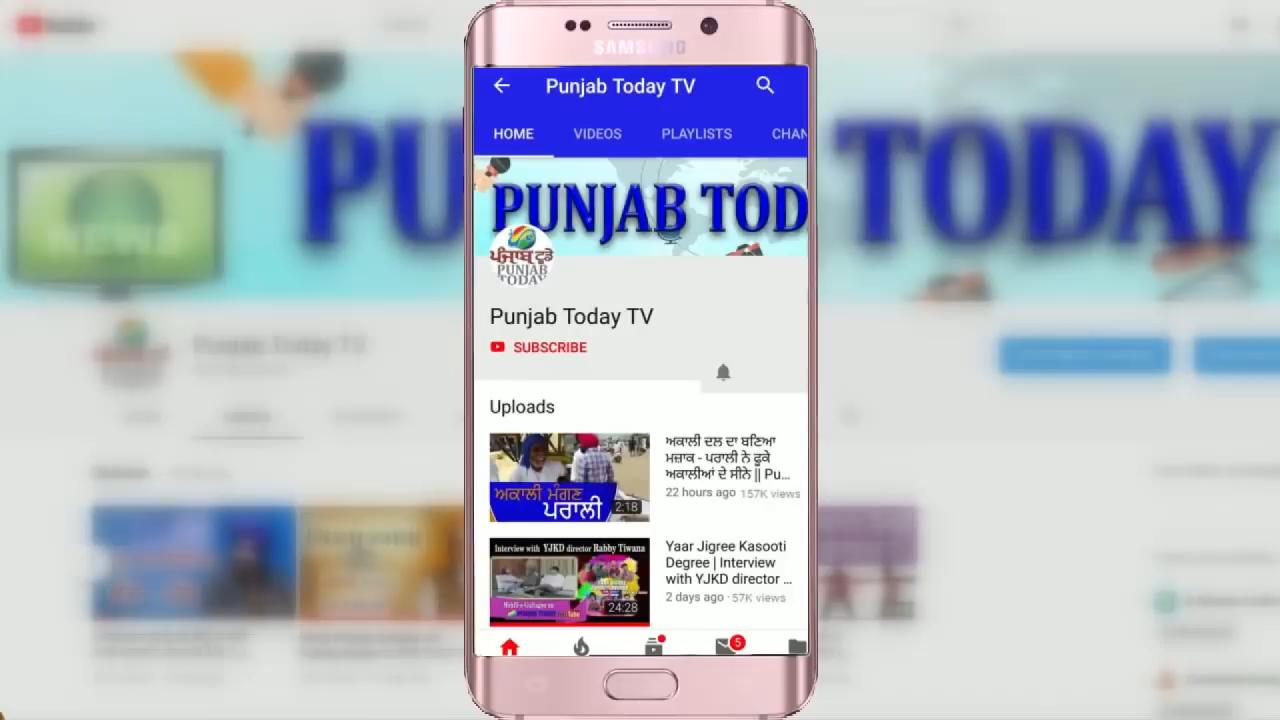 SAMSUNG
Punjab Today TV
HOME VIDEOS PLAYLISTS CHAN
PUNJAB TOD
PU
TODAY
ਪੰਜਾਬ ਟੂਡੇ
PUNJAB
TODAY
Punjab Today TV
SUBSCRIBE
Uploads
ਅਕਾਲੀ ਮੰਗਣ
ਪਰਾਲੀ
2:18
ਅਕਾਲੀ ਦਲ ਦਾ ਬਣਿਆ
ਮਜ਼ਾਕ - ਪਰਾਲੀ ਨੇ ਫੂਕੇ
ਅਕਾਲੀਆਂ ਦੇ ਸੀਨੇ || Pu...
22 hours ago 157K views
Interview with YJKD director Rabby Tiwana
24:28
Yaar Jigree Kasooti
Degree | Interview
with YJKD director ...
2 days ago · 57K views
5